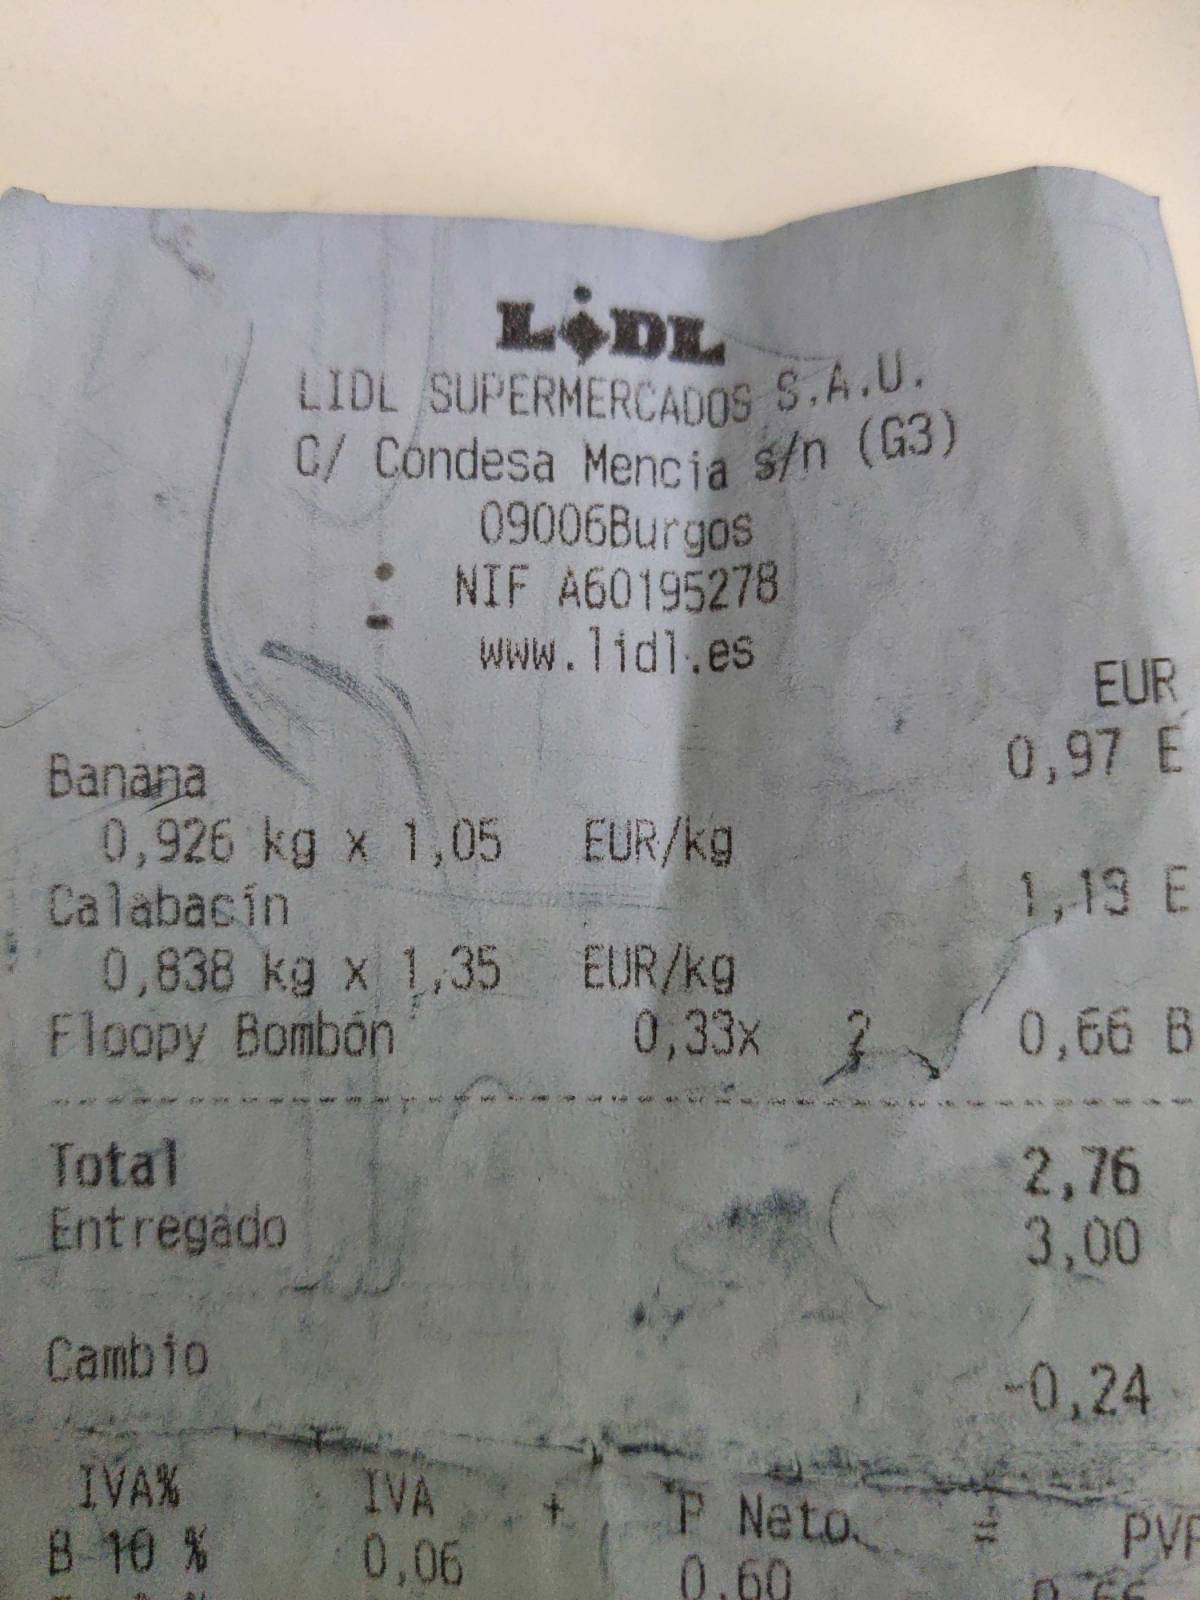 LiDL
LIDL SUPERMERCADOS S.A.U.
C/ Condesa Mencia s/n (G3)
09006Burgos
NIF A60195278
www.lidl.es
EUR
Banana 0,97 E
0,926 kg x 1,05 EUR/kg
Calabacín 1,13 E
0,838 kg x 1,35 EUR/kg
Floopy Bombón 0,33x 2 0,66 B
Total 2,76
Entregado 3,00
Cambio -0,24
IVA% IVA + P Neto = PVP
B 10 % 0,06 0,60